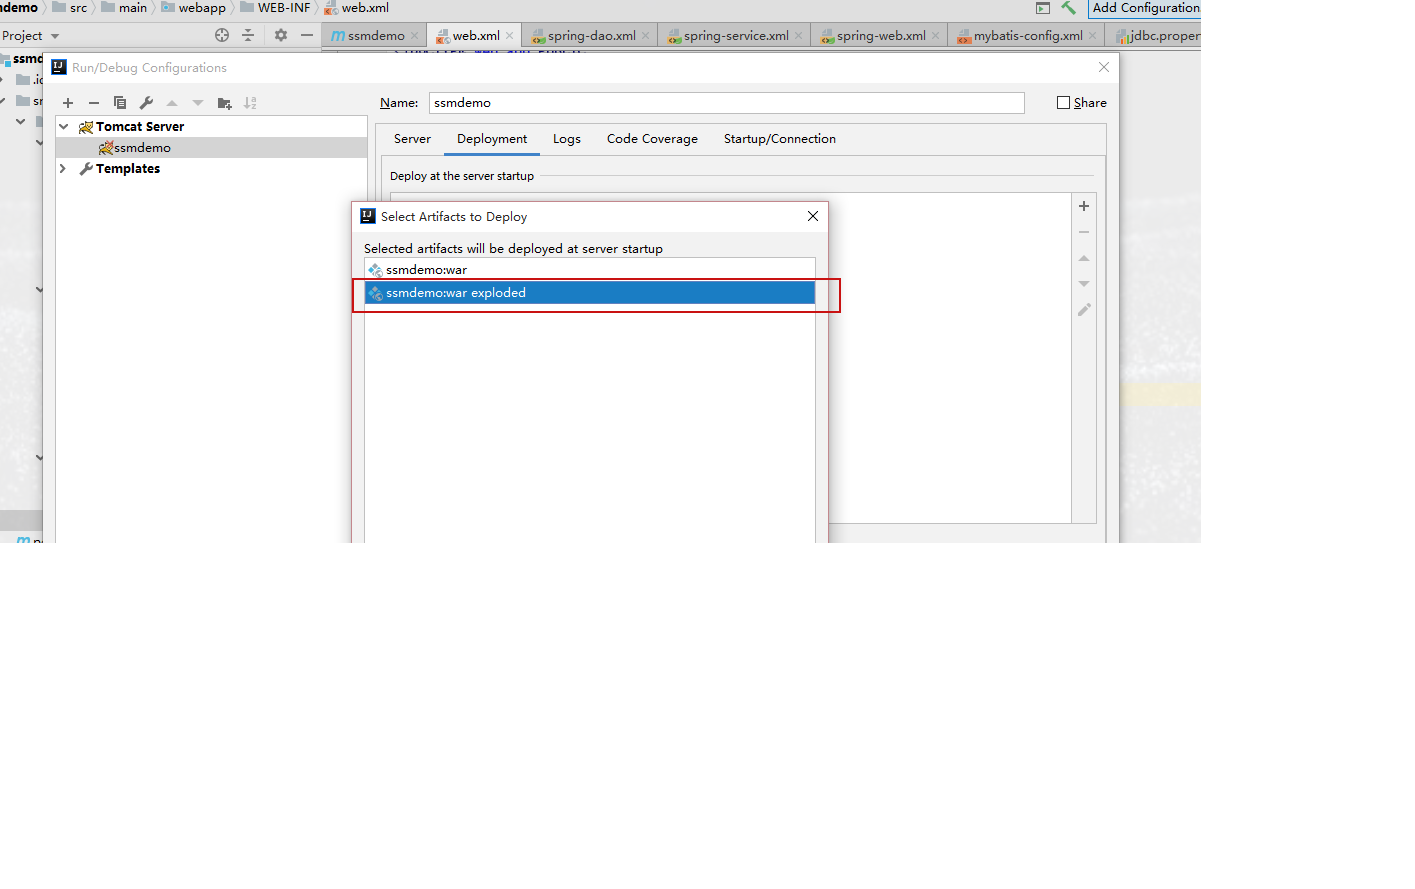 ndemo src main webapp WEB-INF web.xml Add Configuration
Project ssmdemo web.xml spring-dao.xml spring-service.xml spring-web.xml mybatis-config.xml jdbc.proper
ssmd
Run/Debug Configurations
Name: ssmdemo Share
Tomcat Server
ssmdemo
Templates
Server Deployment Logs Code Coverage Startup/Connection
Deploy at the server startup
Select Artifacts to Deploy
Selected artifacts will be deployed at server startup
ssmdemo:war
ssmdemo:war exploded